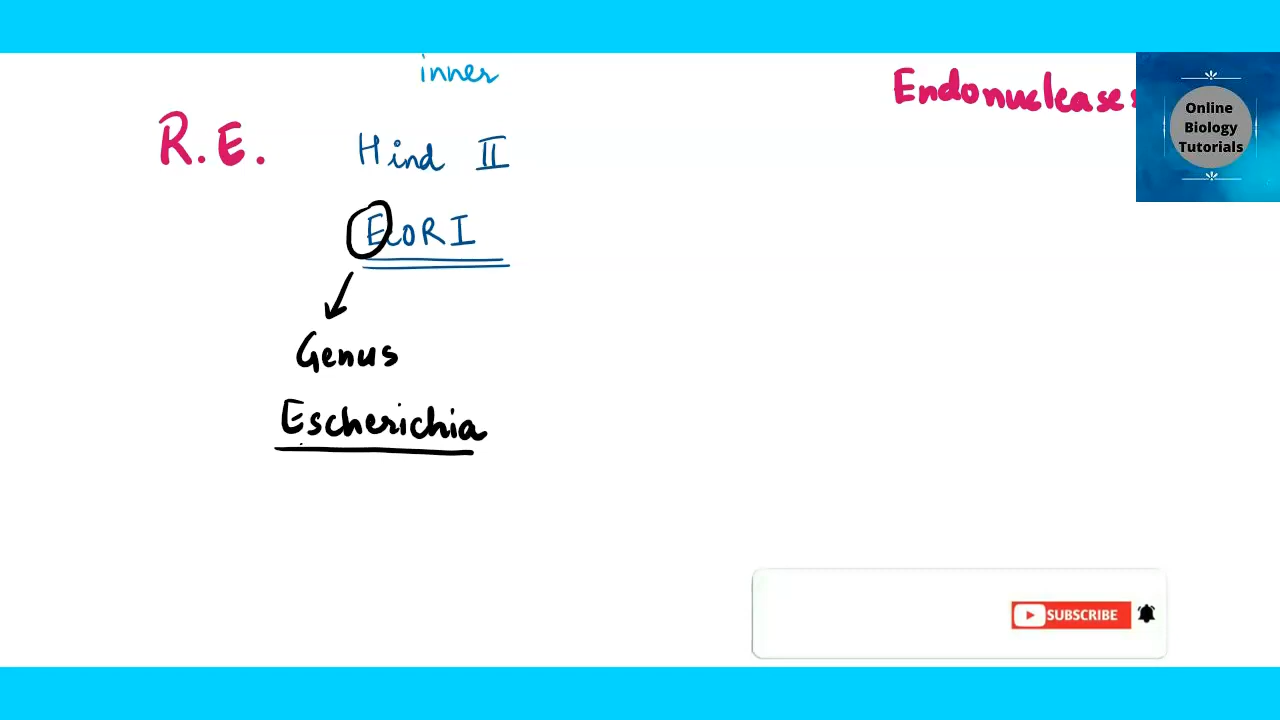 inner
Endonucleases
Online
Biology
Tutorials
R.E.
Hind II
EcoRI
Genus
Escherichia
SUBSCRIBE